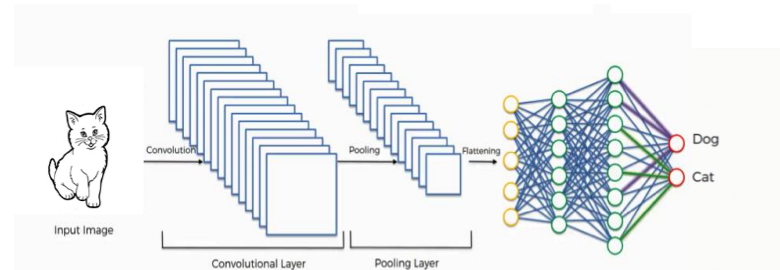 Convolution
Pooling
Flattening
Dog
Cat
Input Image
Convolutional Layer
Pooling Layer